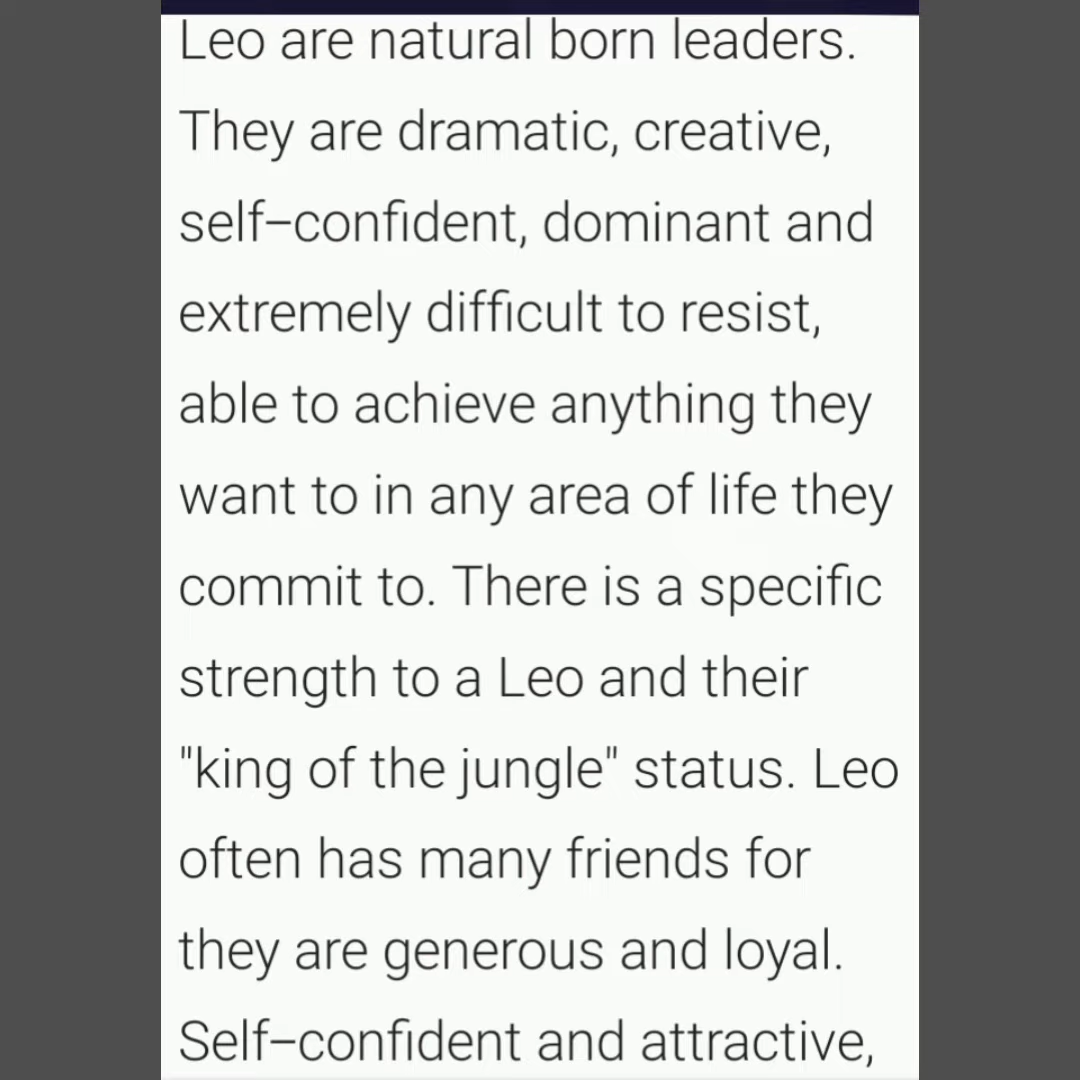 Leo are natural born leaders.
They are dramatic, creative,
self–confident, dominant and
extremely difficult to resist,
able to achieve anything they
want to in any area of life they
commit to. There is a specific
strength to a Leo and their
"king of the jungle" status. Leo
often has many friends for
they are generous and loyal.
Self–confident and attractive,